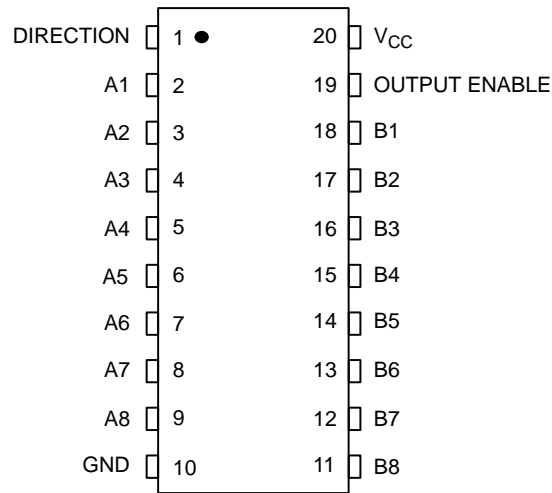 DIRECTION 1 20 VCC
A1 2 19 OUTPUT ENABLE
A2 3 18 B1
A3 4 17 B2
A4 5 16 B3
A5 6 15 B4
A6 7 14 B5
A7 8 13 B6
A8 9 12 B7
GND 10 11 B8